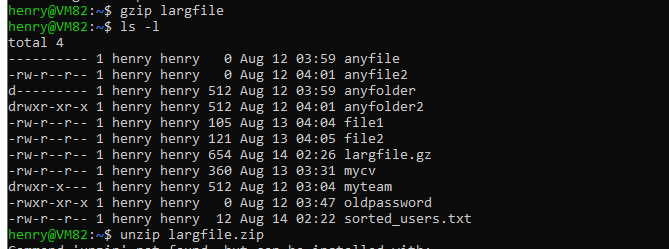 henry@VM82:~$ gzip largfile
henry@VM82:~$ ls -l
total 4
---------- 1 henry henry   0 Aug 12 03:59 anyfile
-rw-r--r-- 1 henry henry   0 Aug 12 04:01 anyfile2
d--------- 1 henry henry 512 Aug 12 03:59 anyfolder
drwxr-xr-x 1 henry henry 512 Aug 12 04:01 anyfolder2
-rw-r--r-- 1 henry henry 105 Aug 13 04:04 file1
-rw-r--r-- 1 henry henry 121 Aug 13 04:05 file2
-rw-r--r-- 1 henry henry 654 Aug 14 02:26 largfile.gz
-rw-r--r-- 1 henry henry 360 Aug 13 03:31 mycv
drwxr-x--- 1 henry henry 512 Aug 12 03:04 myteam
-rwxr-xr-x 1 henry henry   0 Aug 12 03:47 oldpassword
-rw-r--r-- 1 henry henry  12 Aug 14 02:22 sorted_users.txt
henry@VM82:~$ unzip largfile.zip
Command 'unzip' not found, but can be installed with: